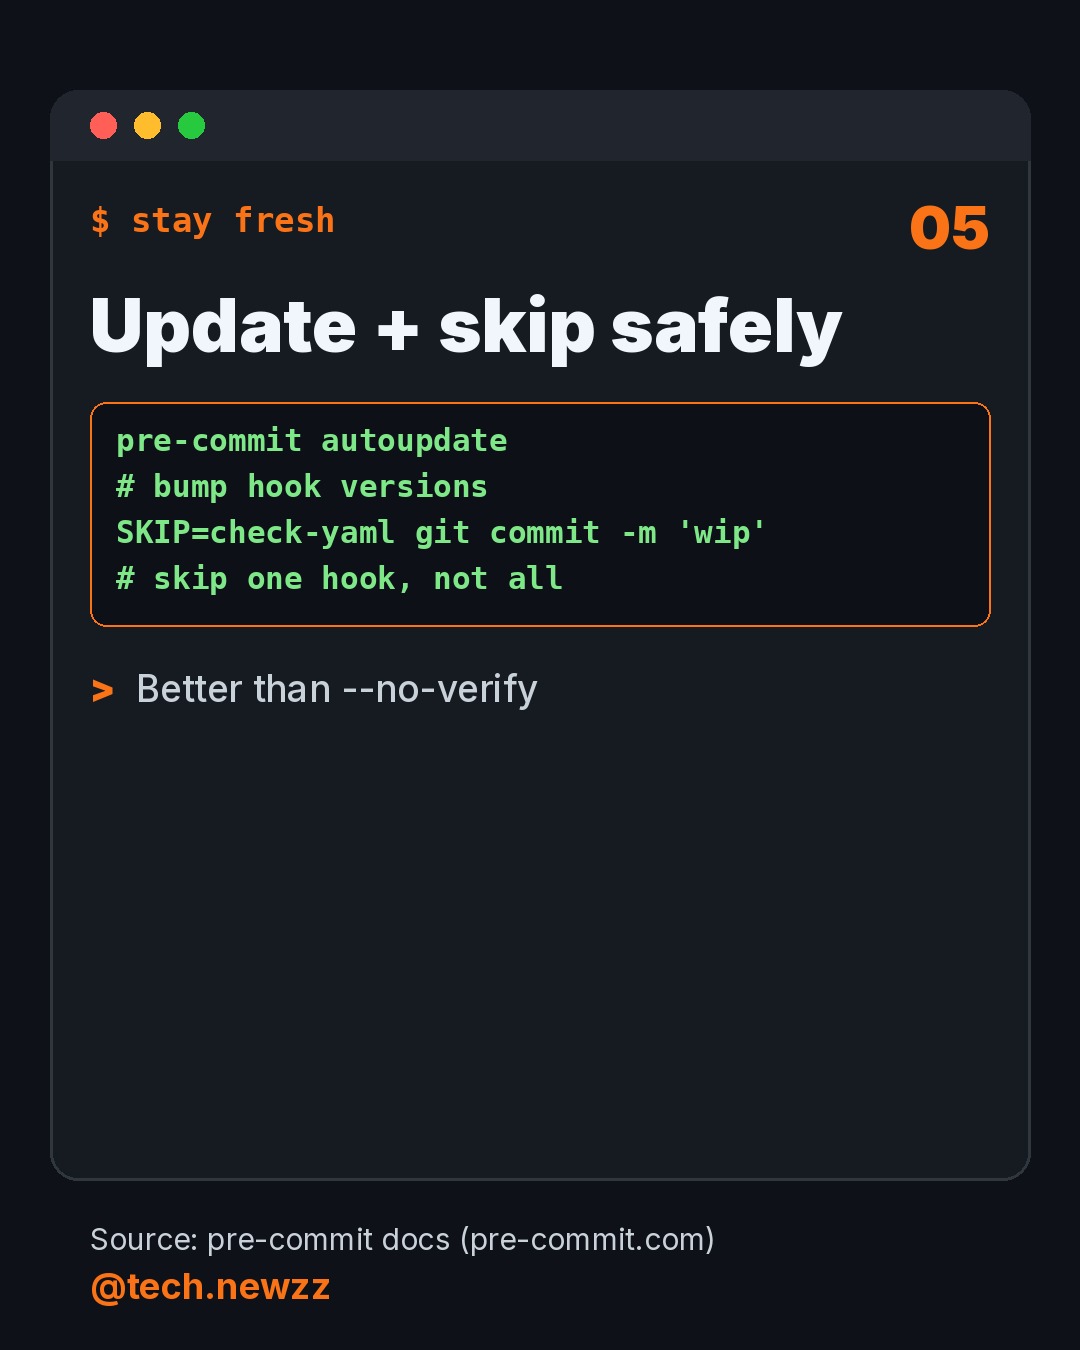 $ stay fresh
05
Update + skip safely
pre-commit autoupdate
# bump hook versions
SKIP=check-yaml git commit -m 'wip'
# skip one hook, not all
> Better than --no-verify
Source: pre-commit docs (pre-commit.com)
@tech.newzz